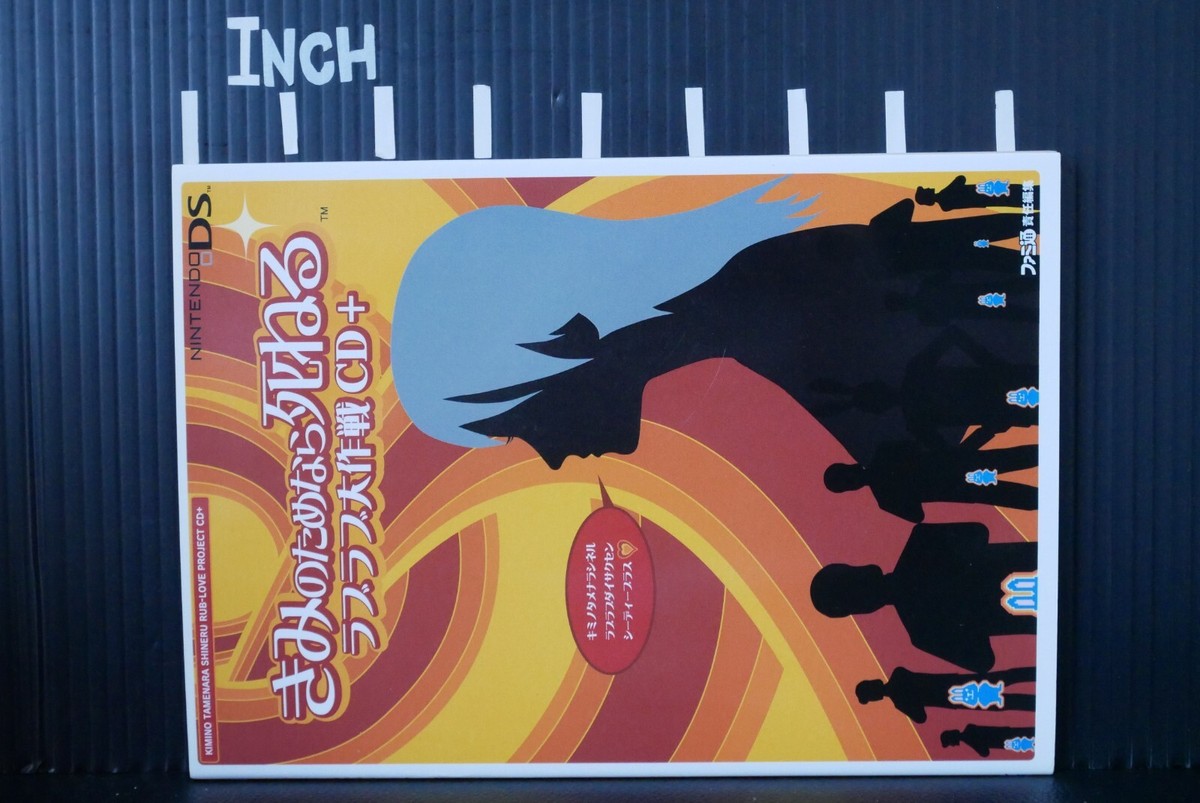 INCH
NINTENDO DS™
きみのためなら死ねる™
ラブラブ大作戦 CD+
KIMINO TAMENARA SHINERU RUB-LOVE PROJECT CD+
キミノタメナラシネル
ラブラブダイサクセン
シーディープラス
ファミ通 責任編集